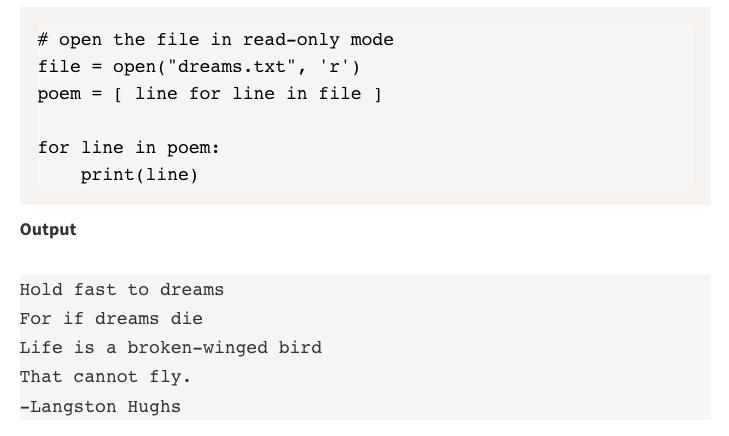 # open the file in read-only mode
file = open("dreams.txt", 'r')
poem = [ line for line in file ]
for line in poem:
    print(line)
Output
Hold fast to dreams
For if dreams die
Life is a broken-winged bird
That cannot fly.
-Langston Hughs